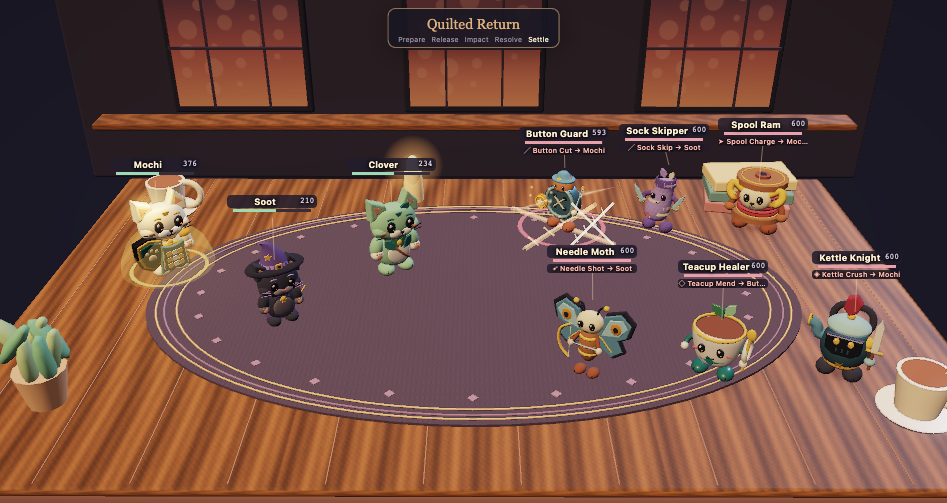 Quilted Return
Prepare Release Impact Resolve Settle
Mochi 376
Clover 234
Soot 210
Button Guard 593
Button Cut → Mochi
Sock Skipper 600
Sock Skip → Soot
Spool Ram 600
Spool Charge → Moc...
Needle Moth 600
Needle Shot → Soot
Teacup Healer 600
Teacup Mend → But...
Kettle Knight 600
Kettle Crush → Mochi